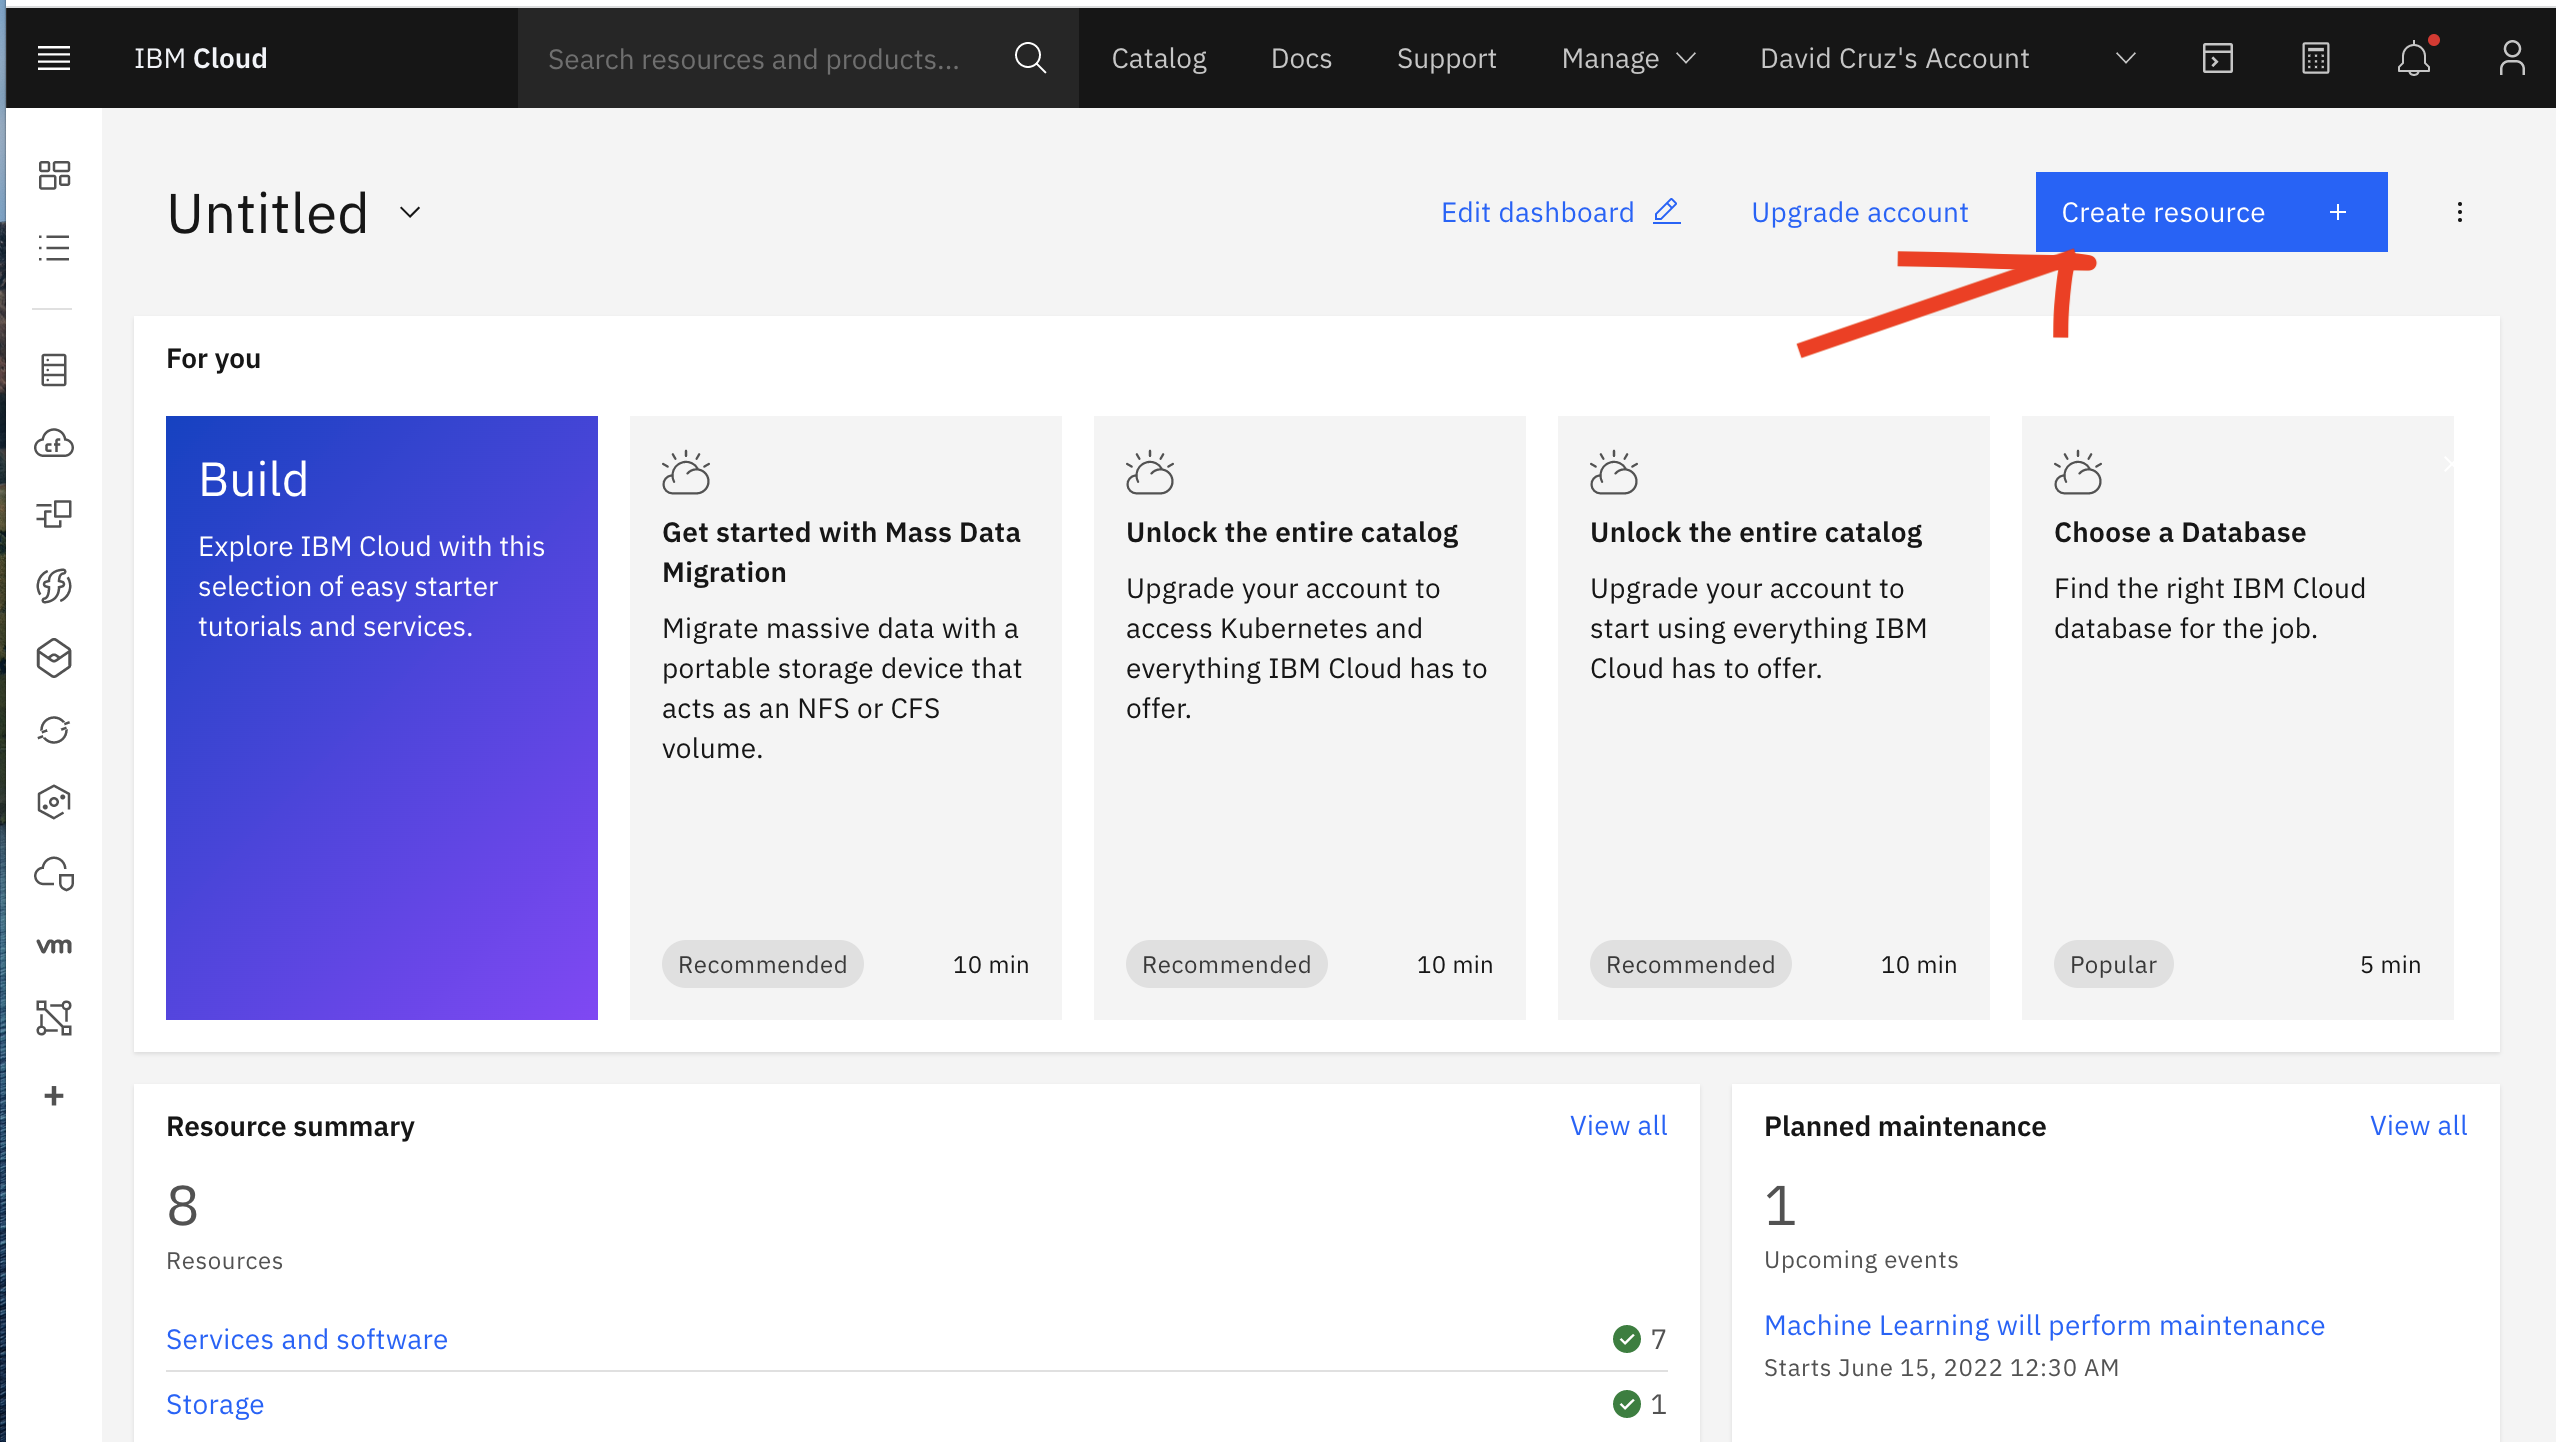 IBM Cloud
Search resources and products...
Catalog
Docs
Support
Manage
David Cruz's Account
Untitled
Edit dashboard
Upgrade account
Create resource +
For you
Build
Explore IBM Cloud with this
selection of easy starter
tutorials and services.
Get started with Mass Data
Migration
Migrate massive data with a
portable storage device that
acts as an NFS or CFS
volume.
Recommended
10 min
Unlock the entire catalog
Upgrade your account to
access Kubernetes and
everything IBM Cloud has to
offer.
Recommended
10 min
Unlock the entire catalog
Upgrade your account to
start using everything IBM
Cloud has to offer.
Recommended
10 min
Choose a Database
Find the right IBM Cloud
database for the job.
Popular
5 min
cf
vm
Resource summary
View all
8
Resources
Services and software
7
Storage
1
Planned maintenance
View all
1
Upcoming events
Machine Learning will perform maintenance
Starts June 15, 2022 12:30 AM